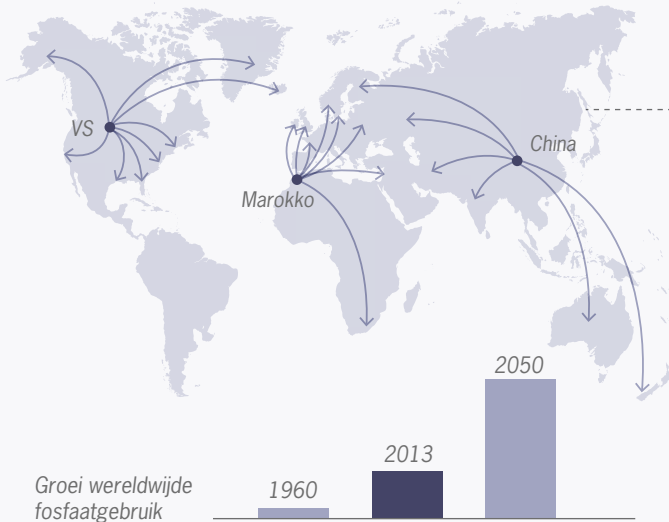 VS
China
Marokko
2050
2013
1960
Groei wereldwijde
fosfaatgebruik